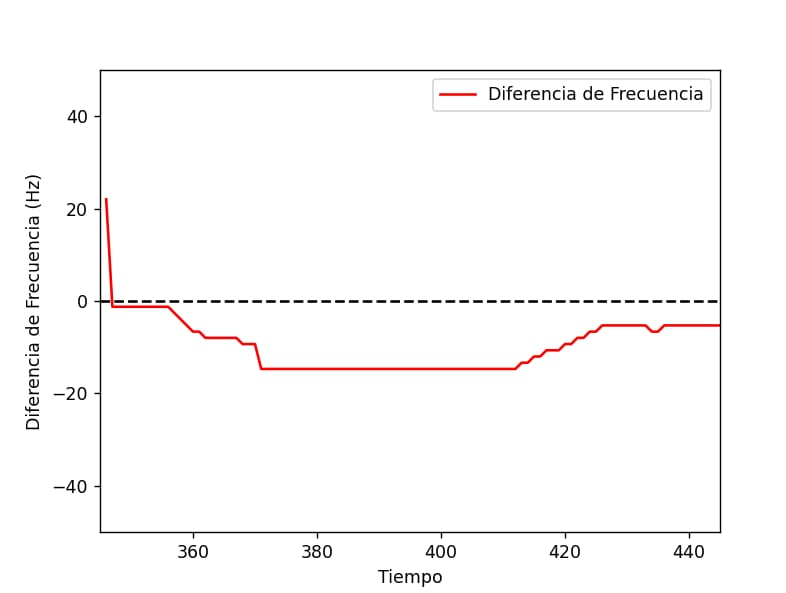 Diferencia de Frecuencia
40
20
0
−20
−40
Diferencia de Frecuencia (Hz)
360 380 400 420 440
Tiempo